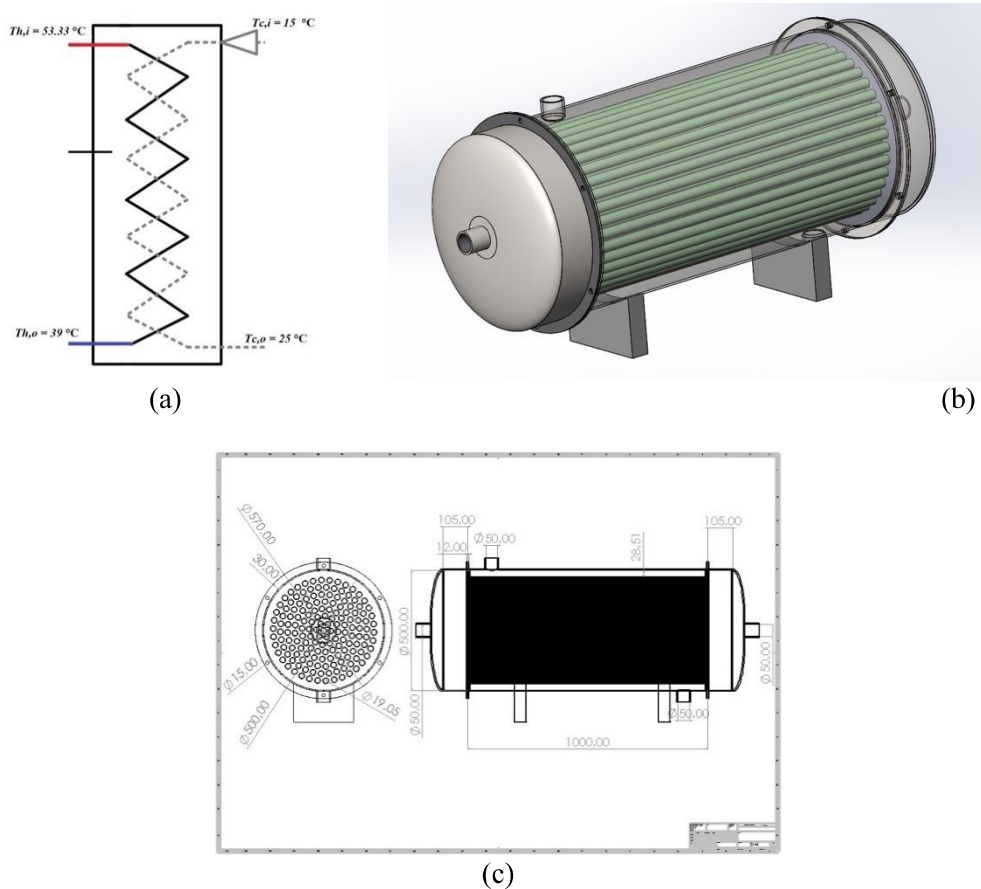 Th,i = 53.33 °C
Tc,i = 15 °C
Th,o = 39 °C
Tc,o = 25 °C
(a)
(b)
105.00
105.00
Ø570.00
12.00
Ø50.00
28.51
30.00
Ø500.00
Ø50.00
Ø15.00
Ø500.00
Ø19.05
Ø50.00
Ø50.00
1000.00
(c)